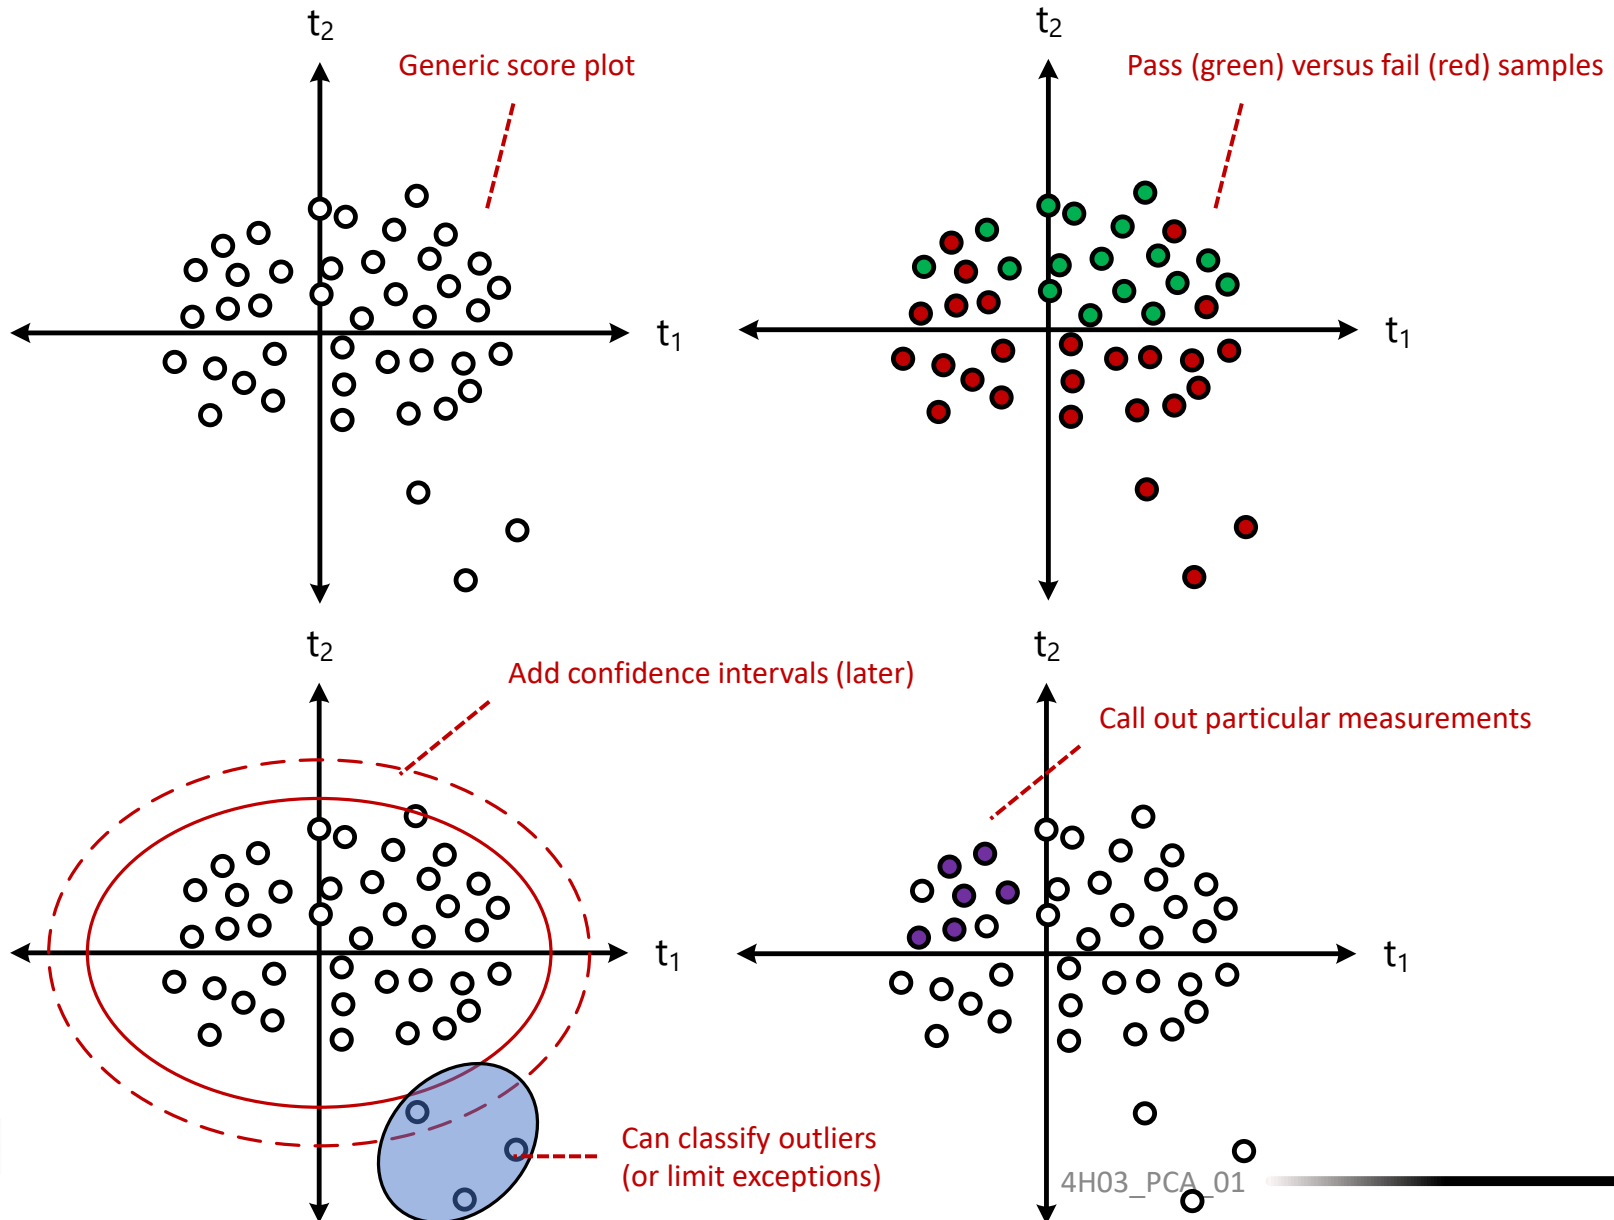 t2
Generic score plot
t1
t2
Pass (green) versus fail (red) samples
t1
t2
Add confidence intervals (later)
t1
Can classify outliers
(or limit exceptions)
t2
Call out particular measurements
t1
4H03_PCA_01